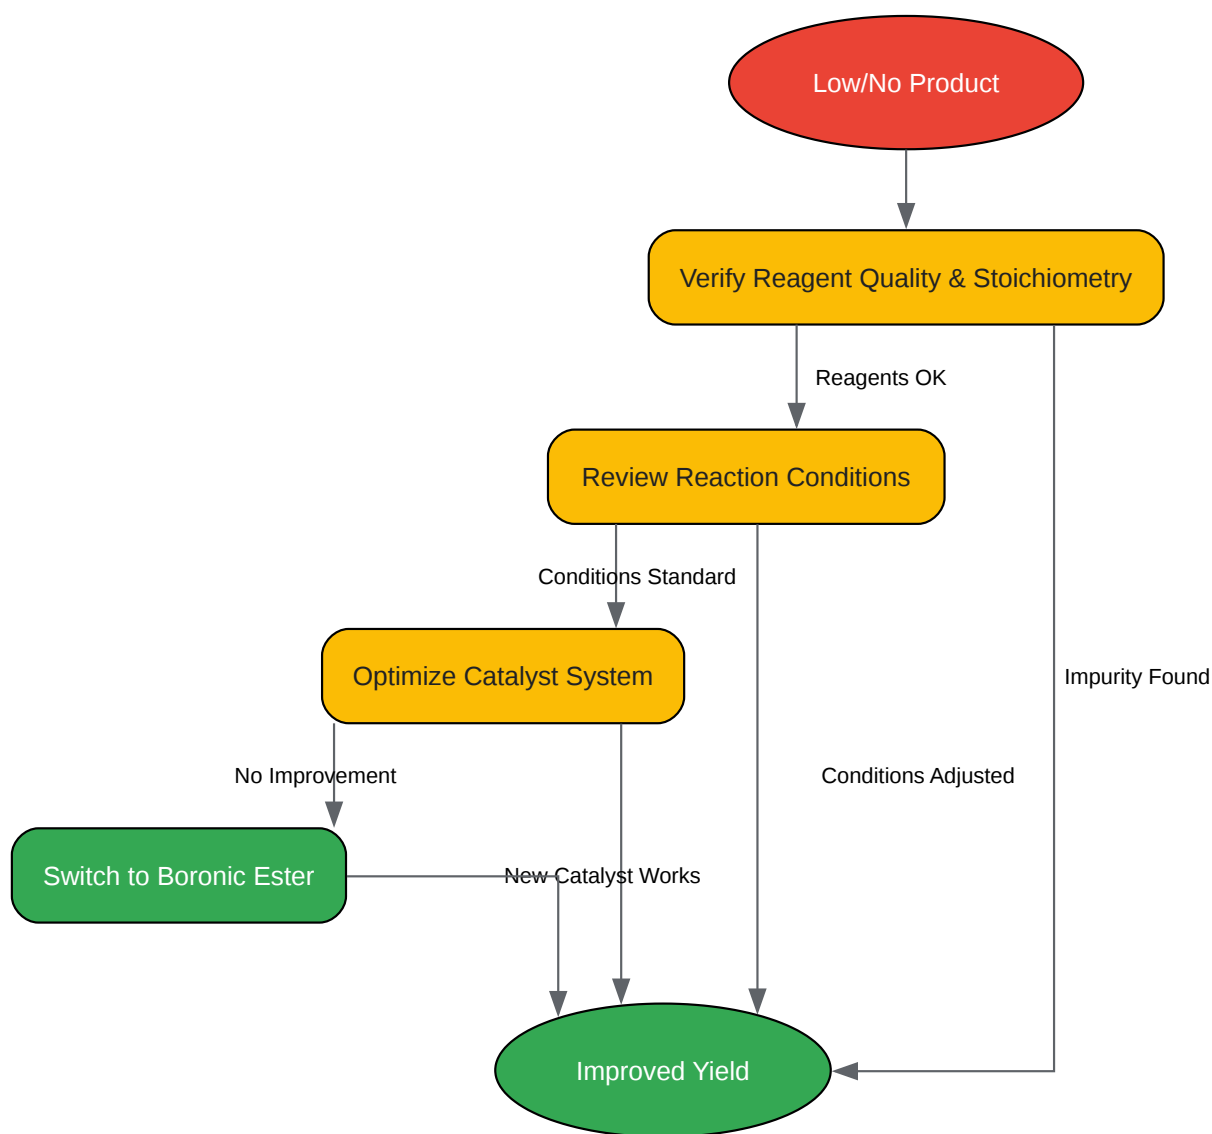 Low/No Product
Verify Reagent Quality & Stoichiometry
Reagents OK
Review Reaction Conditions
Conditions Standard
Optimize Catalyst System
Impurity Found
No Improvement
Conditions Adjusted
Switch to Boronic Ester
New Catalyst Works
Improved Yield